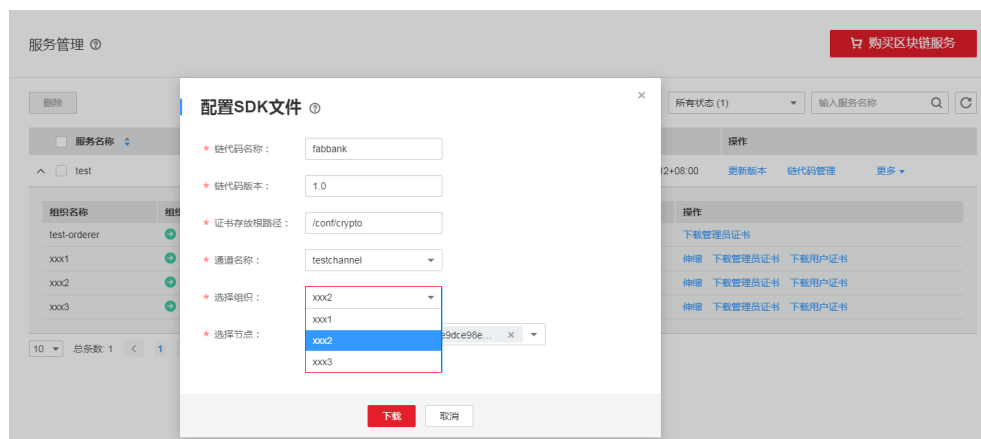 服务管理
购买区块链服务
删除
所有状态 (1)
输入服务名称
服务名称
操作
test
12+08:00
更新版本
链代码管理
更多
组织名称
操作
test-orderer
下载管理员证书
xxx1
伸缩
下载管理员证书
下载用户证书
xxx2
伸缩
下载管理员证书
下载用户证书
xxx3
伸缩
下载管理员证书
下载用户证书
10
总条数: 1
1
配置SDK文件
* 链代码名称：
fabbank
* 链代码版本：
1.0
* 证书存放根路径：
/conf/crypto
* 通道名称：
testchannel
* 选择组织：
xxx2
xxx1
xxx2
xxx3
* 选择节点：
e9dce98e...
下载
取消